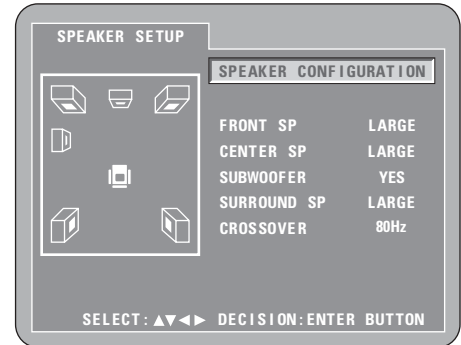 SPEAKER SETUP
SPEAKER CONFIGURATION
FRONT SP LARGE
CENTER SP LARGE
SUBWOOFER YES
SURROUND SP LARGE
CROSSOVER 80Hz
SELECT:▲▼◄► DECISION:ENTER BUTTON